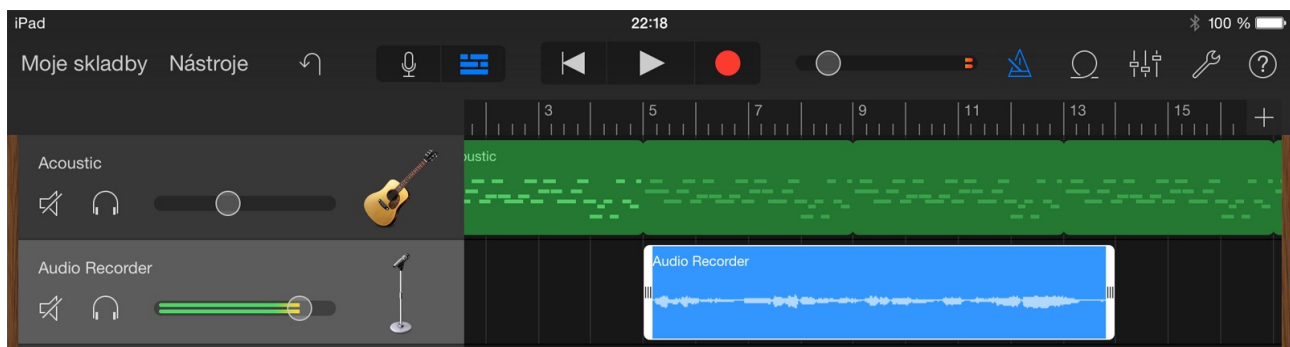 iPad 22:18 100 %
Moje skladby Nástroje ?
3 5 7 9 11 13 15 +
Acoustic
ustic
Audio Recorder
Audio Recorder